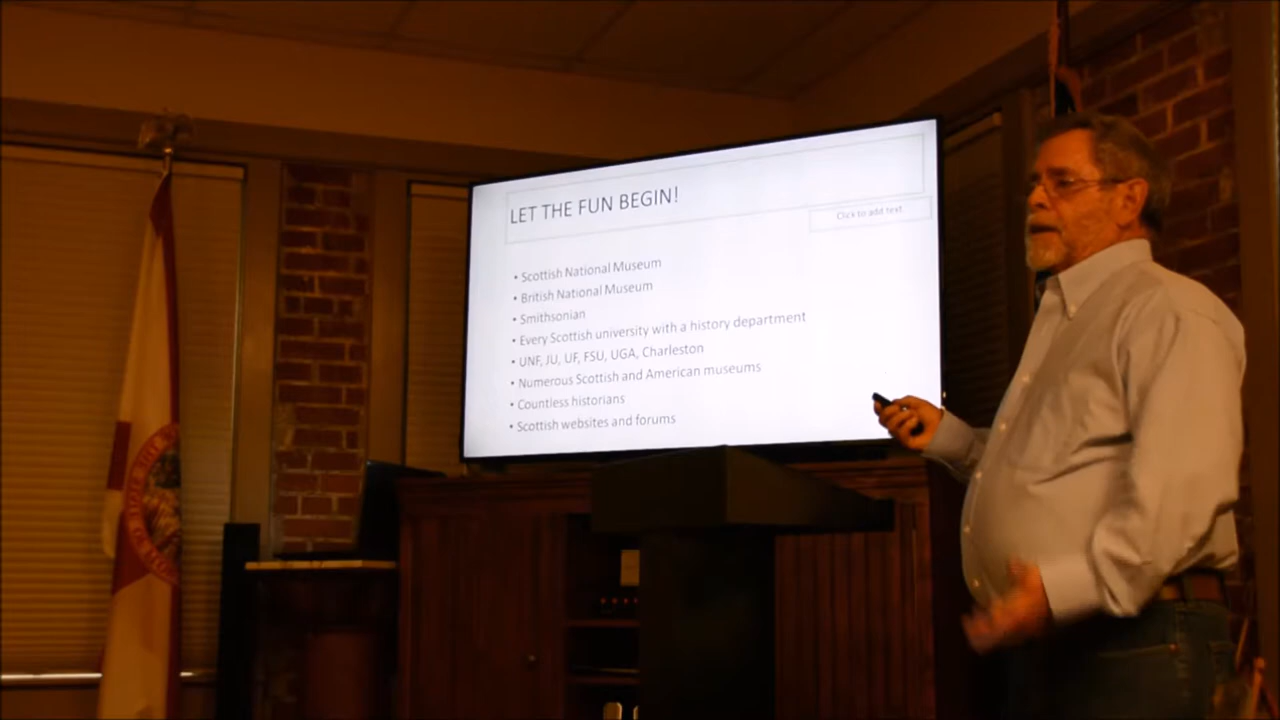 LET THE FUN BEGIN!
Click to add text
• Scottish National Museum
• British National Museum
• Smithsonian
• Every Scottish university with a history department
• UNF, JU, UF, FSU, UGA, Charleston
• Numerous Scottish and American museums
• Countless historians
• Scottish websites and forums